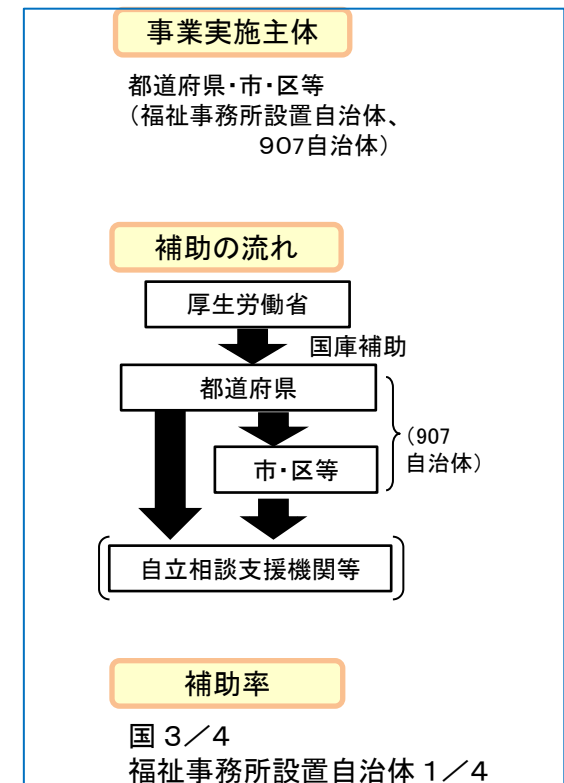 事業実施主体
都道府県・市・区等
（福祉事務所設置自治体、
907自治体）
補助の流れ
厚生労働省
国庫補助
都道府県
（907
自治体）
市・区等
自立相談支援機関等
補助率
国 3／4
福祉事務所設置自治体 1／4